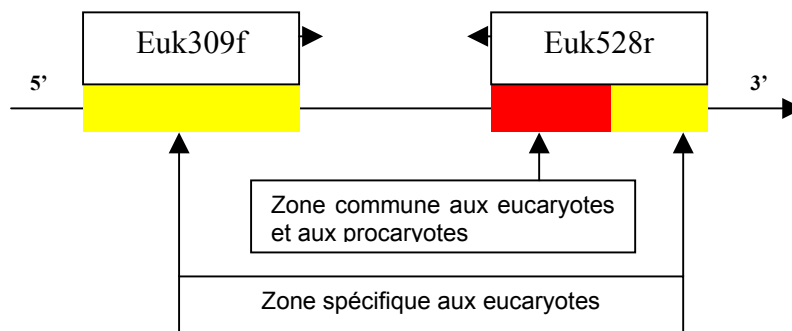 Euk309f
Euk528r
5’
3’
Zone commune aux eucaryotes
et aux procaryotes
Zone spécifique aux eucaryotes